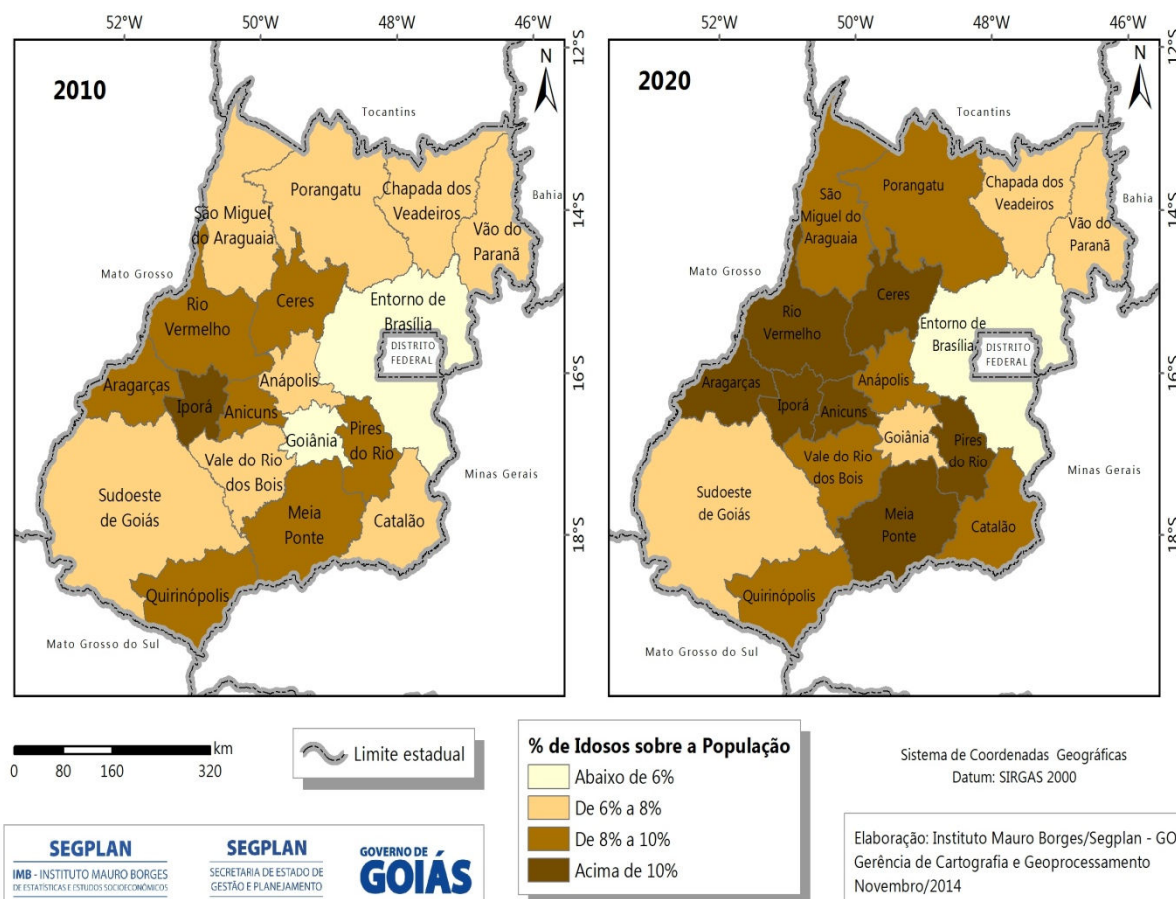 52°W 50°W 48°W 46°W
52°W 50°W 48°W 46°W
2010
N
Tocantins
12°S
Porangatu
Chapada dos
Veadeiros
São Miguel
do Araguaia
Vão do
Paranã
Bahia
14°S
Mato Grosso
Rio
Vermelho
Ceres
Entorno de
Brasília
DISTRITO
FEDERAL
16°S
Aragarças
Iporá
Anicuns
Anápolis
Goiânia
Pires
do Rio
Vale do Rio
dos Bois
Minas Gerais
Sudoeste
de Goiás
Meia
Ponte
Catalão
18°S
Quirinópolis
Mato Grosso do Sul
2020
N
Tocantins
12°S
Porangatu
Chapada dos
Veadeiros
São
Miguel do
Araguaia
Vão do
Paranã
Bahia
14°S
Mato Grosso
Rio
Vermelho
Ceres
Entorno de
Brasília
DISTRITO
FEDERAL
16°S
Aragarças
Iporá
Anicuns
Anápolis
Goiânia
Pires
do Rio
Vale do Rio
dos Bois
Minas Gerais
Sudoeste
de Goiás
Meia
Ponte
Catalão
18°S
Quirinópolis
Mato Grosso do Sul
km
0 80 160 320
Limite estadual
% de Idosos sobre a População
Abaixo de 6%
De 6% a 8%
De 8% a 10%
Acima de 10%
Sistema de Coordenadas Geográficas
Datum: SIRGAS 2000
SEGPLAN
IMB - INSTITUTO MAURO BORGES
DE ESTATÍSTICAS E ESTUDOS SOCIOECONÔMICOS
SEGPLAN
SECRETARIA DE ESTADO DE
GESTÃO E PLANEJAMENTO
GOVERNO DE
GOIÁS
Elaboração: Instituto Mauro Borges/Segplan - GO
Gerência de Cartografia e Geoprocessamento
Novembro/2014